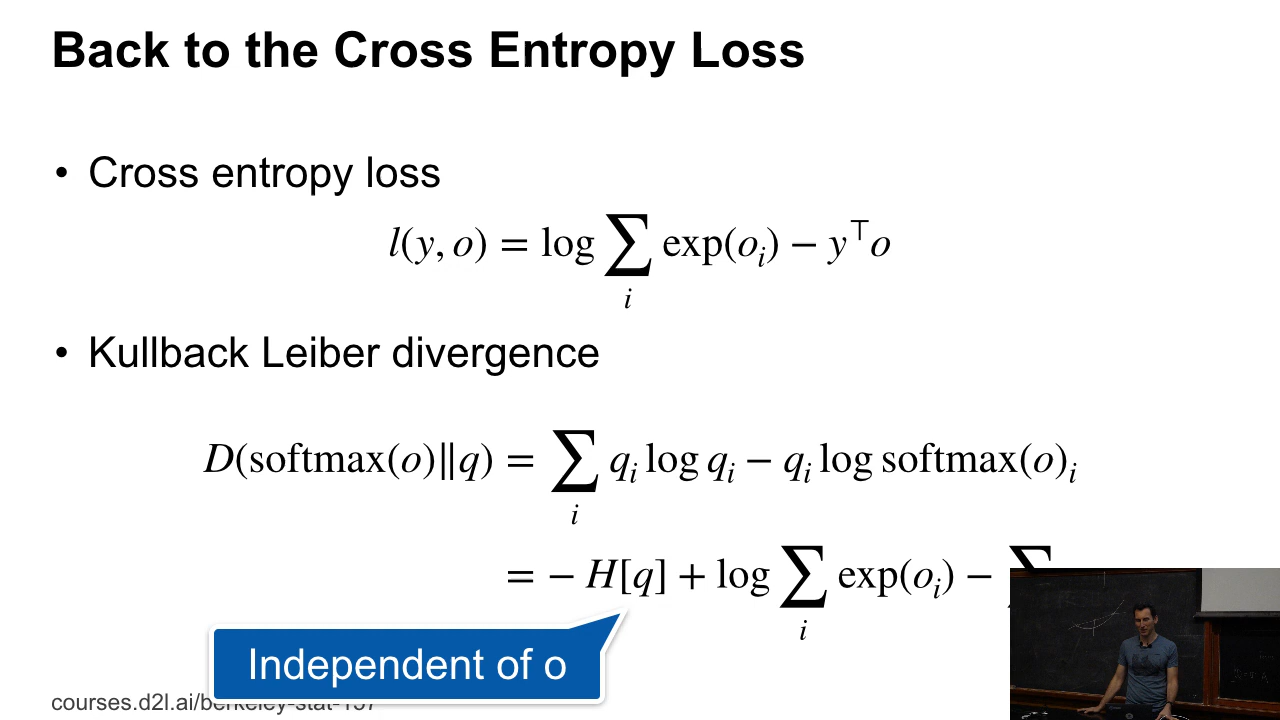 Back to the Cross Entropy Loss
• Cross entropy loss
l(y, o) = log ∑ᵢ exp(oᵢ) − y⊤o
• Kullback Leiber divergence
D(softmax(o)‖q) = ∑ᵢ qᵢ log qᵢ − qᵢ log softmax(o)ᵢ
= − H[q] + log ∑ᵢ exp(oᵢ) −
Independent of o
courses.d2l.ai/